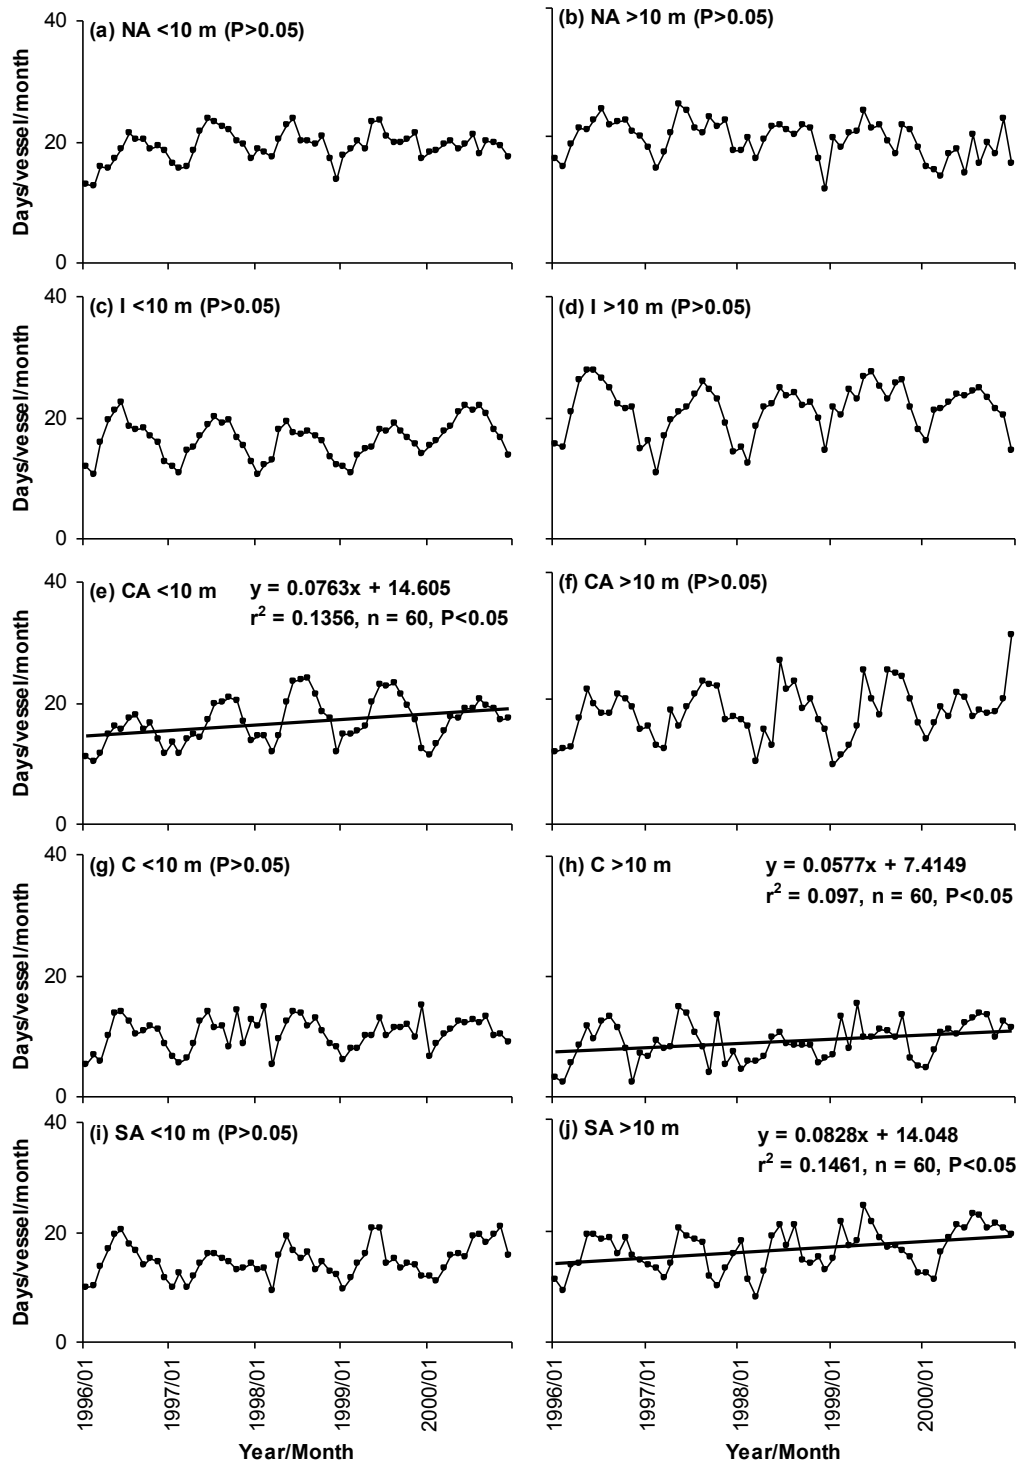 40
(a) NA <10 m (P>0.05)
(b) NA >10 m (P>0.05)
Days/vessel/month
20
0
40
(c) I <10 m (P>0.05)
(d) I >10 m (P>0.05)
Days/vessel/month
20
0
40
(e) CA <10 m
y = 0.0763x + 14.605
r² = 0.1356, n = 60, P<0.05
(f) CA >10 m (P>0.05)
Days/vessel/month
20
0
40
(g) C <10 m (P>0.05)
(h) C >10 m
y = 0.0577x + 7.4149
r² = 0.097, n = 60, P<0.05
Days/vessel/month
20
0
40
(i) SA <10 m (P>0.05)
(j) SA >10 m
y = 0.0828x + 14.048
r² = 0.1461, n = 60, P<0.05
Days/vessel/month
20
0
1996/01
1997/01
1998/01
1999/01
2000/01
1996/01
1997/01
1998/01
1999/01
2000/01
Year/Month
Year/Month